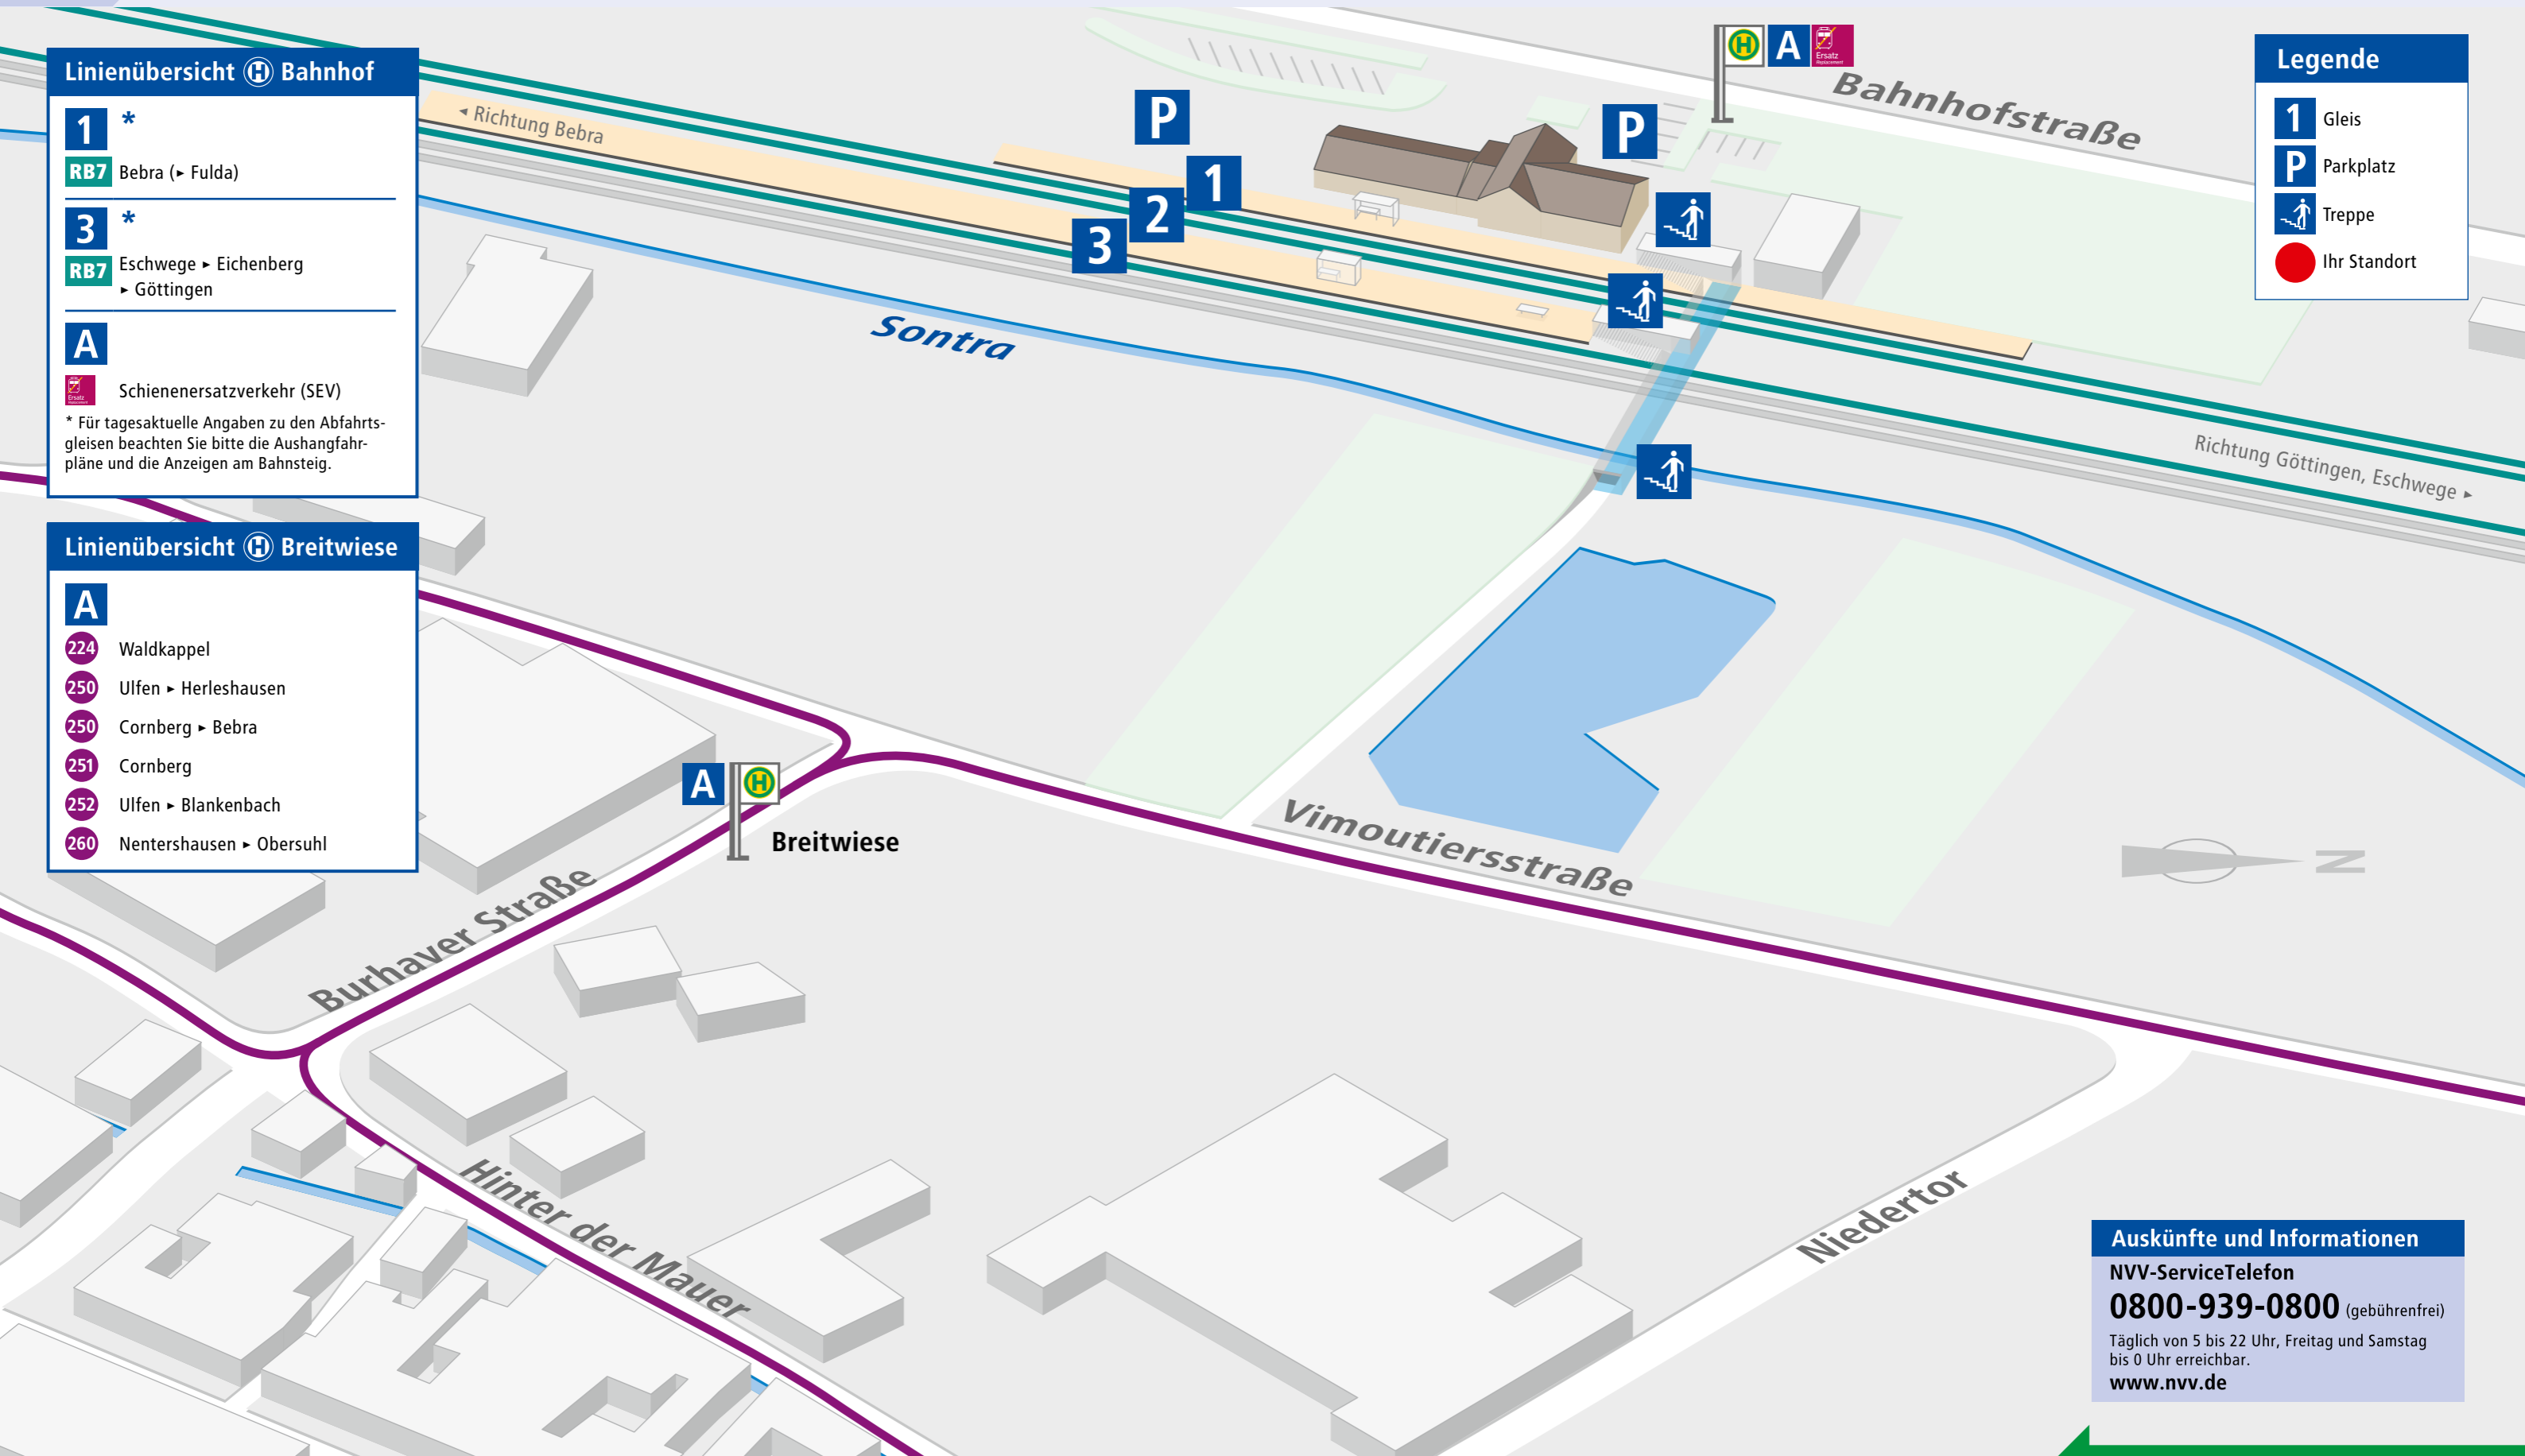 Linienübersicht H Bahnhof
1 *
RB7 Bebra (▸ Fulda)
3 *
RB7 Eschwege ▸ Eichenberg
▸ Göttingen
A
Ersatz
Replacement
Schienenersatzverkehr (SEV)
* Für tagesaktuelle Angaben zu den Abfahrts-
gleisen beachten Sie bitte die Aushangfahr-
pläne und die Anzeigen am Bahnsteig.
Linienübersicht H Breitwiese
A
224 Waldkappel
250 Ulfen ▸ Herleshausen
250 Cornberg ▸ Bebra
251 Cornberg
252 Ulfen ▸ Blankenbach
260 Nentershausen ▸ Obersuhl
◂ Richtung Bebra
P
1
2
3
P
H A Ersatz
Replacement
Bahnhofstraße
Sontra
Richtung Göttingen, Eschwege ▸
A H
Breitwiese
Vimoutiersstraße
Burhaver Straße
Hinter der Mauer
Niedertor
N
Legende
1 Gleis
P Parkplatz
Treppe
Ihr Standort
Auskünfte und Informationen
NVV-ServiceTelefon
0800-939-0800 (gebührenfrei)
Täglich von 5 bis 22 Uhr, Freitag und Samstag
bis 0 Uhr erreichbar.
www.nvv.de